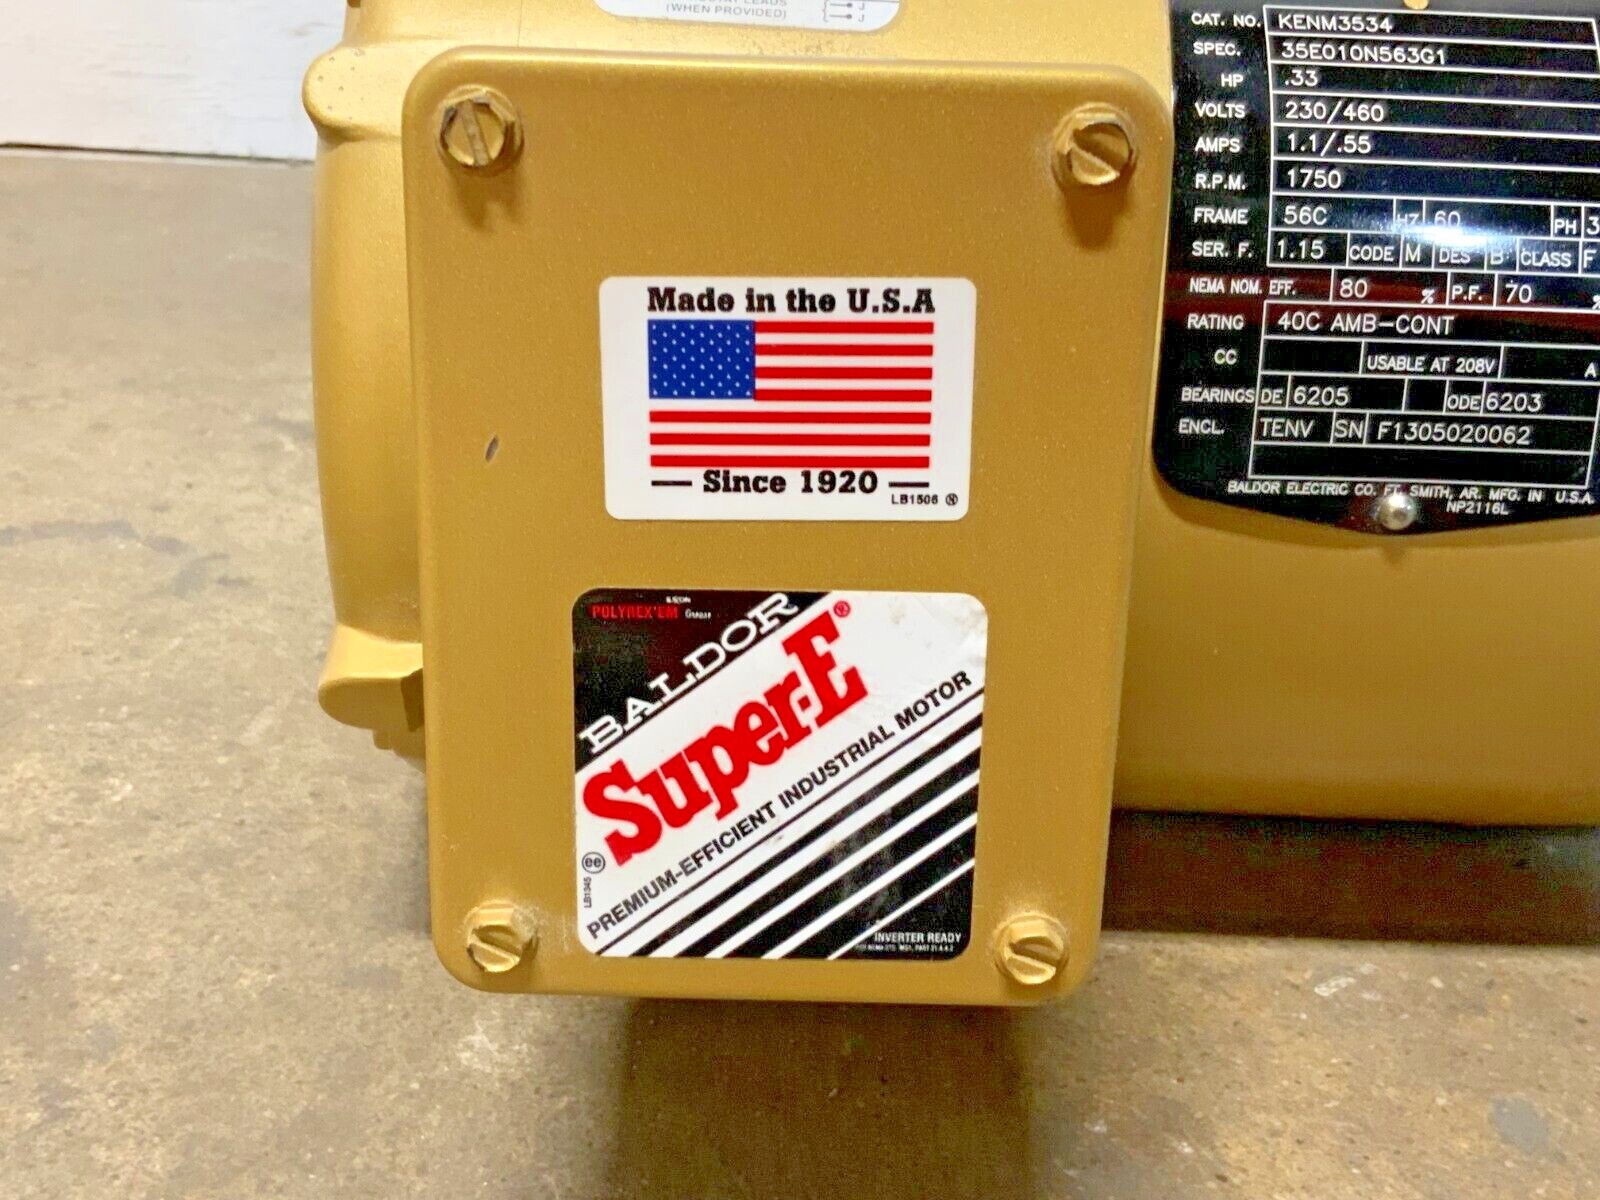 (WHEN PROVIDED) J
J
Made in the U.S.A
Since 1920
LB1506
POLYREX EM
BALDOR
Super-E®
PREMIUM-EFFICIENT INDUSTRIAL MOTOR
ee
LB1345
INVERTER READY
CAT. NO. KENM3534
SPEC. 35E010N563G1
HP .33
VOLTS 230/460
AMPS 1.1/.55
R.P.M. 1750
FRAME 56C HZ 60 PH 3
SER. F. 1.15 CODE M DES B CLASS F
NEMA NOM. EFF. 80 % P.F. 70 %
RATING 40C AMB-CONT
CC USABLE AT 208V A
BEARINGS DE 6205 ODE 6203
ENCL. TENV SN F1305020062
BALDOR ELECTRIC CO. FT. SMITH, AR. MFG. IN U.S.A.
NP2116L